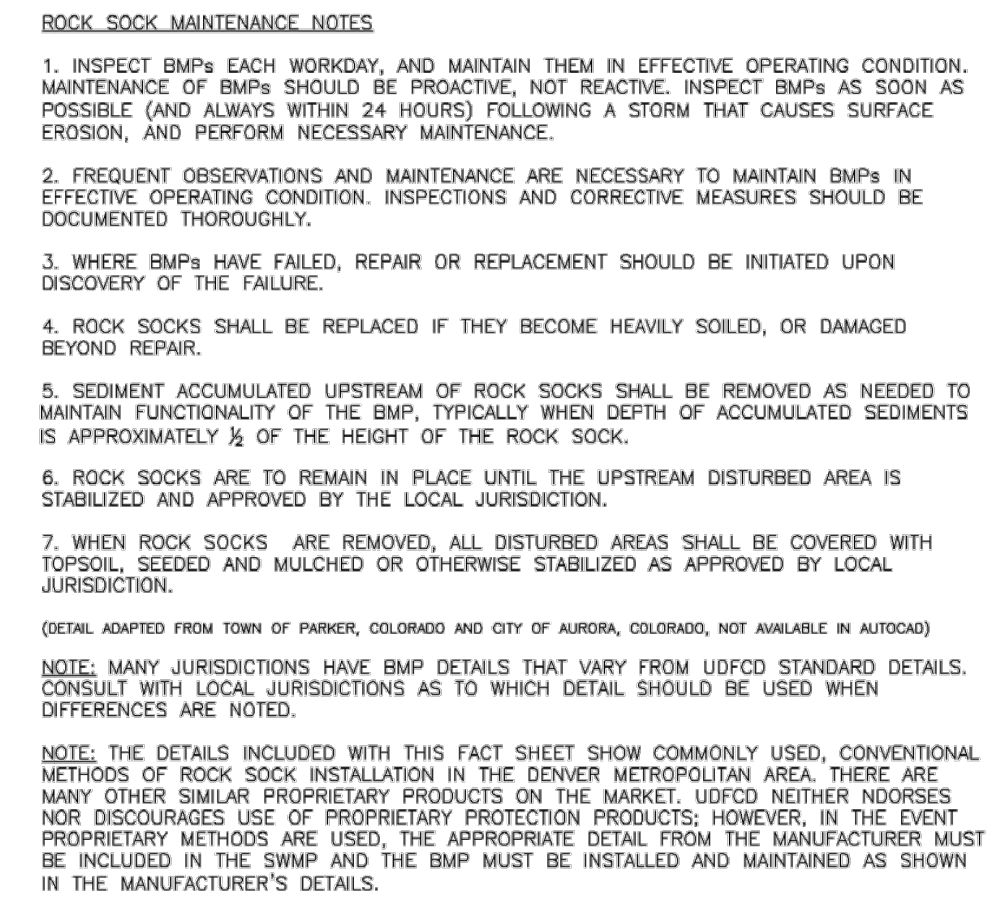 ROCK SOCK MAINTENANCE NOTES
1. INSPECT BMPs EACH WORKDAY, AND MAINTAIN THEM IN EFFECTIVE OPERATING CONDITION.
MAINTENANCE OF BMPs SHOULD BE PROACTIVE, NOT REACTIVE. INSPECT BMPs AS SOON AS
POSSIBLE (AND ALWAYS WITHIN 24 HOURS) FOLLOWING A STORM THAT CAUSES SURFACE
EROSION, AND PERFORM NECESSARY MAINTENANCE.
2. FREQUENT OBSERVATIONS AND MAINTENANCE ARE NECESSARY TO MAINTAIN BMPs IN
EFFECTIVE OPERATING CONDITION. INSPECTIONS AND CORRECTIVE MEASURES SHOULD BE
DOCUMENTED THOROUGHLY.
3. WHERE BMPs HAVE FAILED, REPAIR OR REPLACEMENT SHOULD BE INITIATED UPON
DISCOVERY OF THE FAILURE.
4. ROCK SOCKS SHALL BE REPLACED IF THEY BECOME HEAVILY SOILED, OR DAMAGED
BEYOND REPAIR.
5. SEDIMENT ACCUMULATED UPSTREAM OF ROCK SOCKS SHALL BE REMOVED AS NEEDED TO
MAINTAIN FUNCTIONALITY OF THE BMP, TYPICALLY WHEN DEPTH OF ACCUMULATED SEDIMENTS
IS APPROXIMATELY ½ OF THE HEIGHT OF THE ROCK SOCK.
6. ROCK SOCKS ARE TO REMAIN IN PLACE UNTIL THE UPSTREAM DISTURBED AREA IS
STABILIZED AND APPROVED BY THE LOCAL JURISDICTION.
7. WHEN ROCK SOCKS ARE REMOVED, ALL DISTURBED AREAS SHALL BE COVERED WITH
TOPSOIL, SEEDED AND MULCHED OR OTHERWISE STABILIZED AS APPROVED BY LOCAL
JURISDICTION.
(DETAIL ADAPTED FROM TOWN OF PARKER, COLORADO AND CITY OF AURORA, COLORADO, NOT AVAILABLE IN AUTOCAD)
NOTE: MANY JURISDICTIONS HAVE BMP DETAILS THAT VARY FROM UDFCD STANDARD DETAILS.
CONSULT WITH LOCAL JURISDICTIONS AS TO WHICH DETAIL SHOULD BE USED WHEN
DIFFERENCES ARE NOTED.
NOTE: THE DETAILS INCLUDED WITH THIS FACT SHEET SHOW COMMONLY USED, CONVENTIONAL
METHODS OF ROCK SOCK INSTALLATION IN THE DENVER METROPOLITAN AREA. THERE ARE
MANY OTHER SIMILAR PROPRIETARY PRODUCTS ON THE MARKET. UDFCD NEITHER NDORSES
NOR DISCOURAGES USE OF PROPRIETARY PROTECTION PRODUCTS; HOWEVER, IN THE EVENT
PROPRIETARY METHODS ARE USED, THE APPROPRIATE DETAIL FROM THE MANUFACTURER MUST
BE INCLUDED IN THE SWMP AND THE BMP MUST BE INSTALLED AND MAINTAINED AS SHOWN
IN THE MANUFACTURER'S DETAILS.